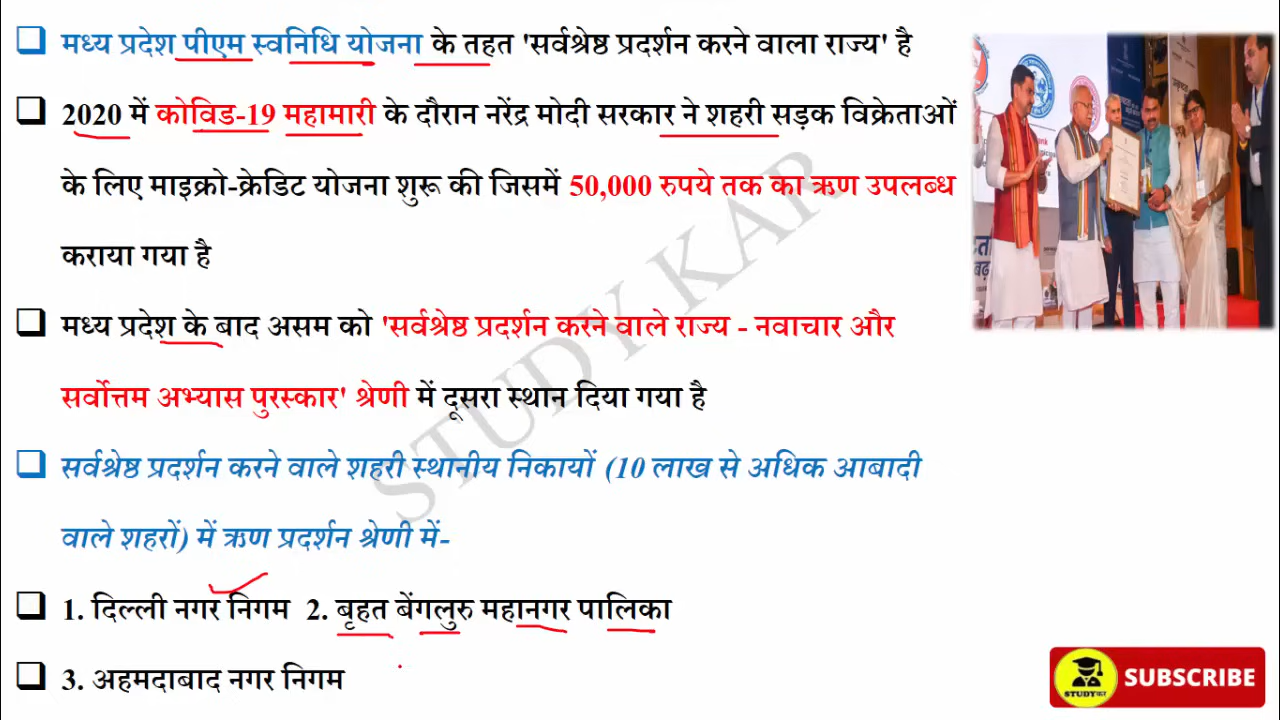 मध्य प्रदेश पीएम स्वनिधि योजना के तहत 'सर्वश्रेष्ठ प्रदर्शन करने वाला राज्य' है
2020 में कोविड-19 महामारी के दौरान नरेंद्र मोदी सरकार ने शहरी सड़क विक्रेताओं
के लिए माइक्रो-क्रेडिट योजना शुरू की जिसमें 50,000 रुपये तक का ऋण उपलब्ध
कराया गया है
मध्य प्रदेश के बाद असम को 'सर्वश्रेष्ठ प्रदर्शन करने वाले राज्य - नवाचार और
सर्वोत्तम अभ्यास पुरस्कार' श्रेणी में दूसरा स्थान दिया गया है
सर्वश्रेष्ठ प्रदर्शन करने वाले शहरी स्थानीय निकायों (10 लाख से अधिक आबादी
वाले शहरों) में ऋण प्रदर्शन श्रेणी में-
1. दिल्ली नगर निगम 2. बृहत बेंगलुरु महानगर पालिका
3. अहमदाबाद नगर निगम
STUDY KAR
STUDYकर
SUBSCRIBE